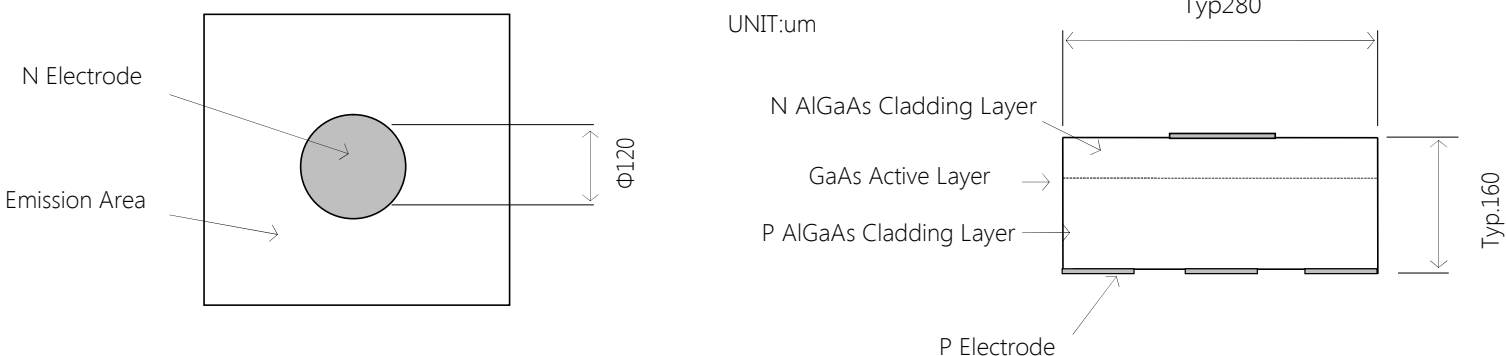 Typ280
UNIT:um
N Electrode
N AlGaAs Cladding Layer
Φ120
GaAs Active Layer
Emission Area
P AlGaAs Cladding Layer
Typ.160
P Electrode